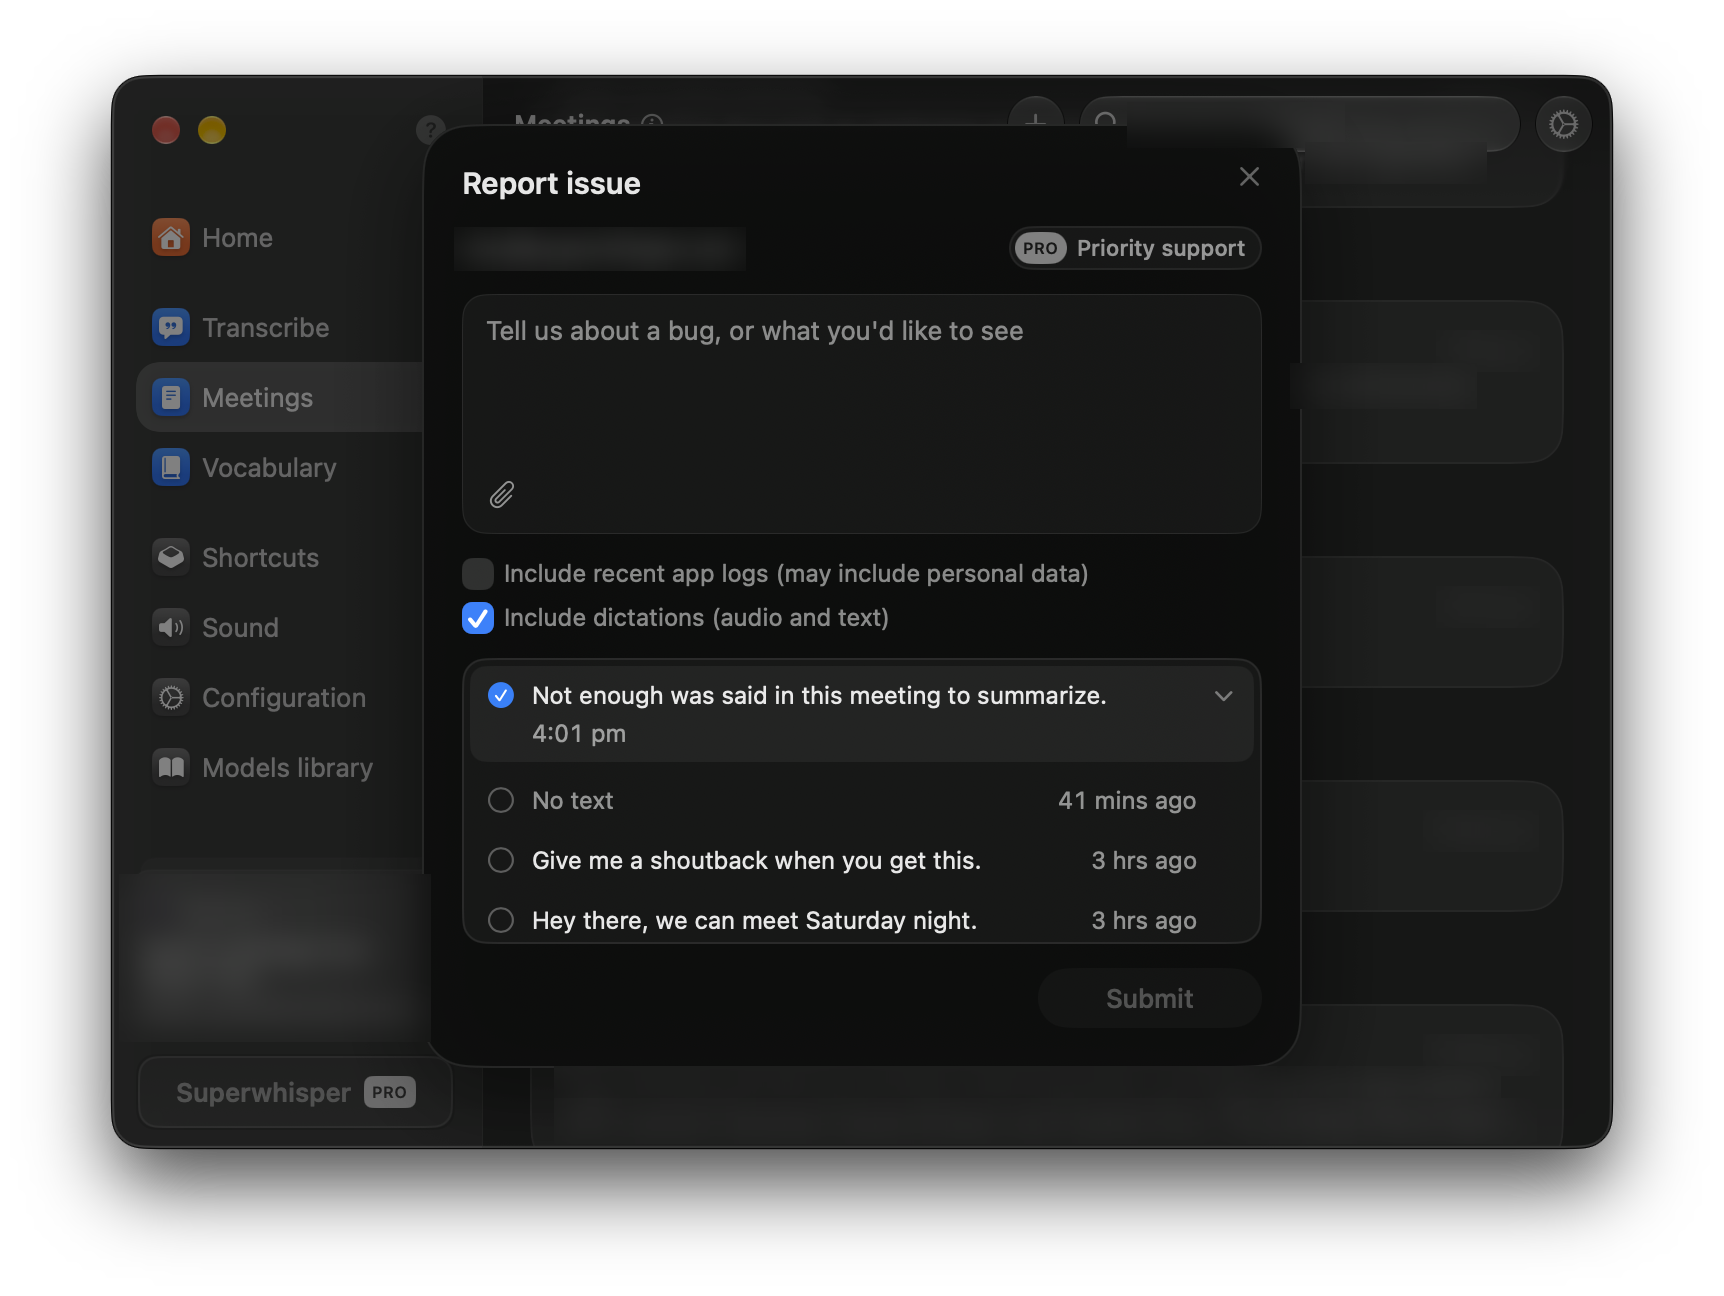 ?
Home
Transcribe
Meetings
Vocabulary
Shortcuts
Sound
Configuration
Models library
Superwhisper PRO
Meetings
Report issue
PRO Priority support
Tell us about a bug, or what you'd like to see
Include recent app logs (may include personal data)
Include dictations (audio and text)
Not enough was said in this meeting to summarize.
4:01 pm
No text 41 mins ago
Give me a shoutback when you get this. 3 hrs ago
Hey there, we can meet Saturday night. 3 hrs ago
Submit